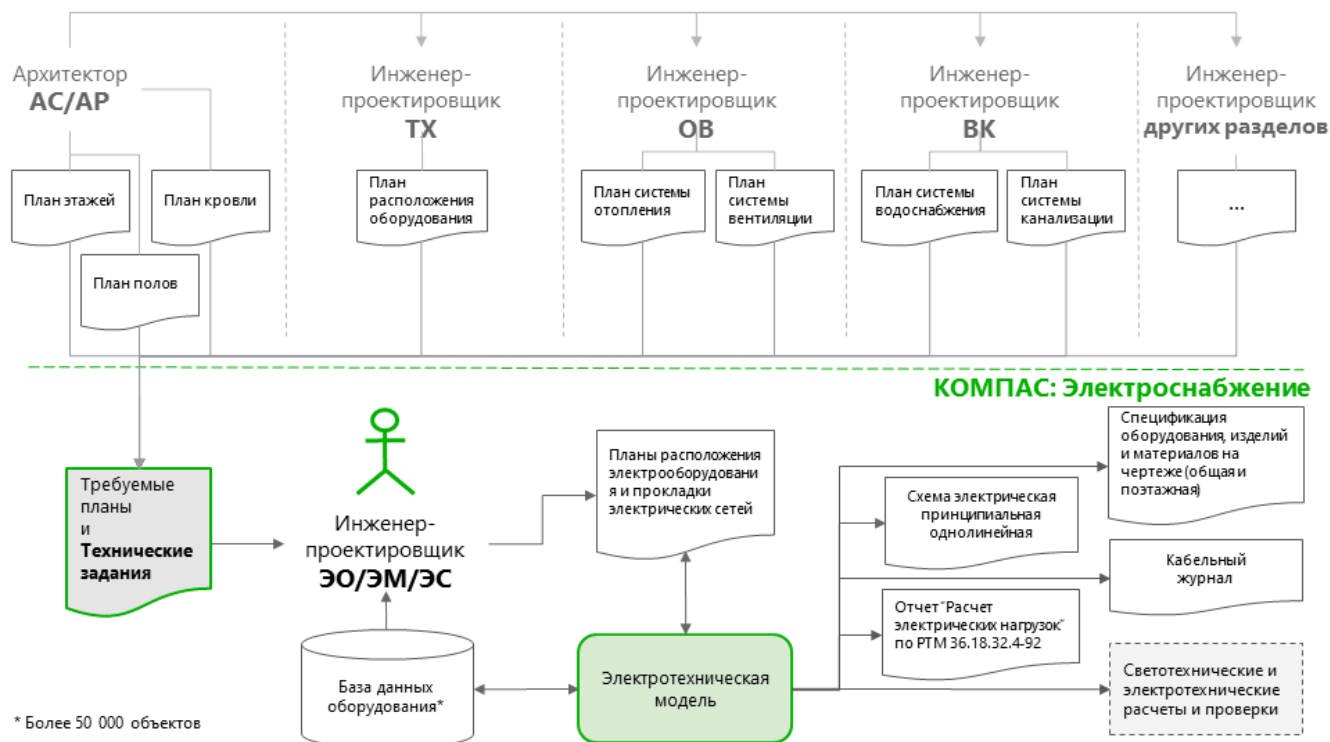 Архитектор
АС/АР
Инженер-
проектировщик
ТХ
Инженер-
проектировщик
ОВ
Инженер-
проектировщик
ВК
Инженер-
проектировщик
других разделов
План этажей
План кровли
План полов
План
расположения
оборудования
План системы
отопления
План
системы
вентиляции
План системы
водоснабжения
План
системы
канализации
...
КОМПАС: Электроснабжение
Требуемые
планы
и
Технические
задания
Инженер-
проектировщик
ЭО/ЭМ/ЭС
База данных
оборудования*
Планы расположения
электрооборудовани
я и прокладки
электрических сетей
Электротехническая
модель
Схема электрическая
принципиальная
однолинейная
Отчет "Расчет
электрических нагрузок"
по РТМ 36.18.32.4-92
Спецификация
оборудования, изделий
и материалов на
чертеже (общая и
поэтажная)
Кабельный
журнал
Светотехнические и
электротехнические
расчеты и проверки
* Более 50 000 объектов